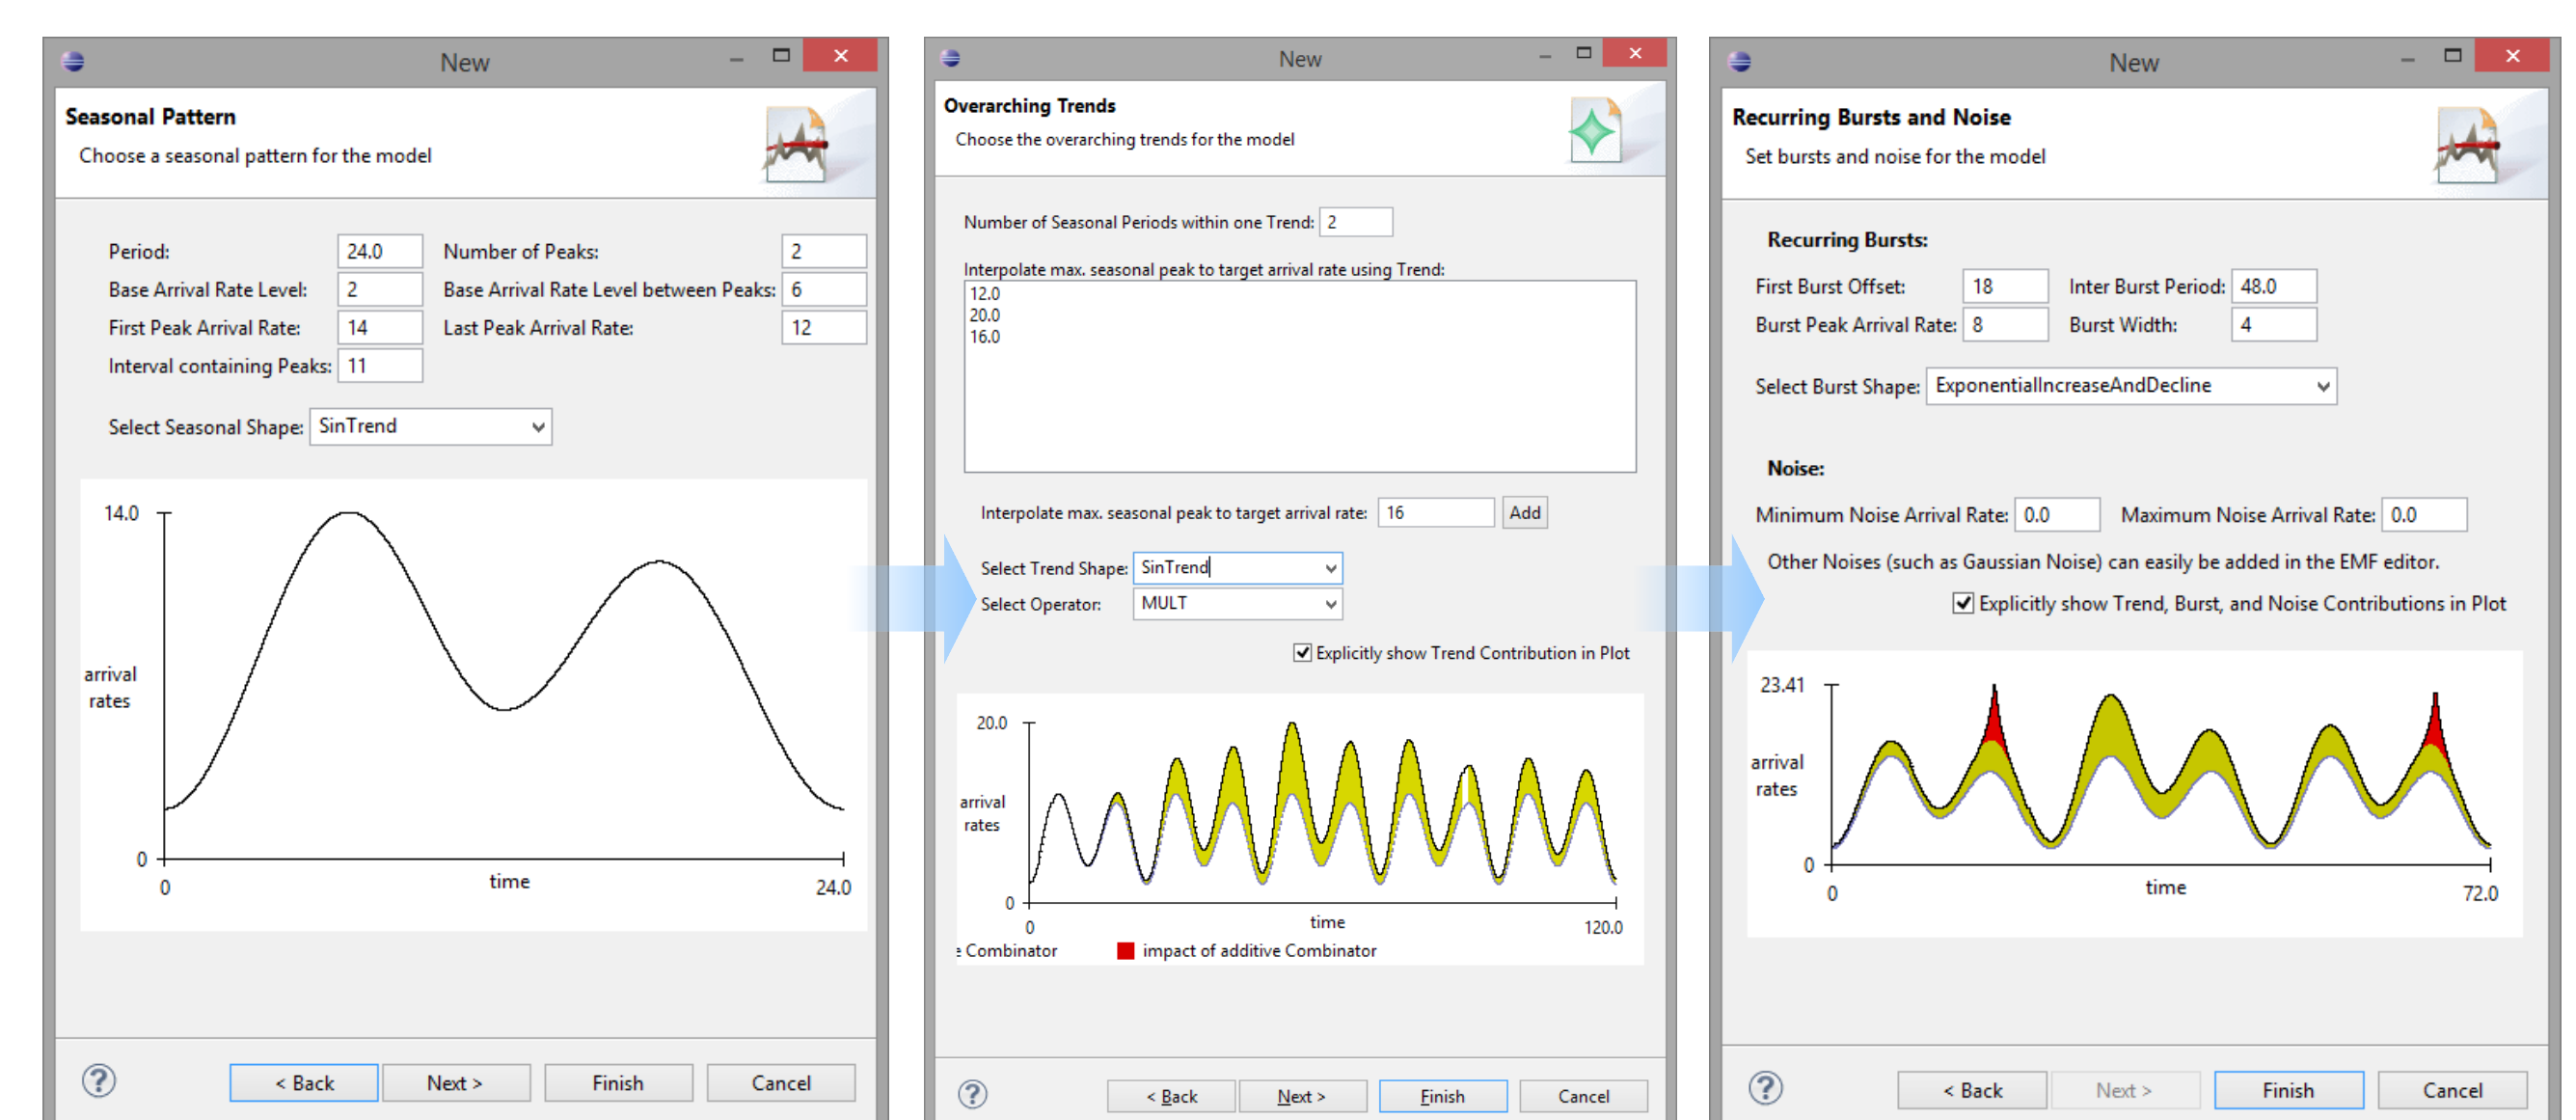 New
Seasonal Pattern
Choose a seasonal pattern for the model
Period: 24.0 Number of Peaks: 2
Base Arrival Rate Level: 2 Base Arrival Rate Level between Peaks: 6
First Peak Arrival Rate: 14 Last Peak Arrival Rate: 12
Interval containing Peaks: 11
Select Seasonal Shape: SinTrend
14.0
arrival
rates
0
0 time 24.0
? < Back Next > Finish Cancel
New
Overarching Trends
Choose the overarching trends for the model
Number of Seasonal Periods within one Trend: 2
Interpolate max. seasonal peak to target arrival rate using Trend:
12.0
20.0
16.0
Interpolate max. seasonal peak to target arrival rate: 16 Add
Select Trend Shape: SinTrend
Select Operator: MULT
Explicitly show Trend Contribution in Plot
20.0
arrival
rates
0
0 time 120.0
e Combinator impact of additive Combinator
? < Back Next > Finish Cancel
New
Recurring Bursts and Noise
Set bursts and noise for the model
Recurring Bursts:
First Burst Offset: 18 Inter Burst Period: 48.0
Burst Peak Arrival Rate: 8 Burst Width: 4
Select Burst Shape: ExponentialIncreaseAndDecline
Noise:
Minimum Noise Arrival Rate: 0.0 Maximum Noise Arrival Rate: 0.0
Other Noises (such as Gaussian Noise) can easily be added in the EMF editor.
Explicitly show Trend, Burst, and Noise Contributions in Plot
23.41
arrival
rates
0
0 time 72.0
? < Back Next > Finish Cancel